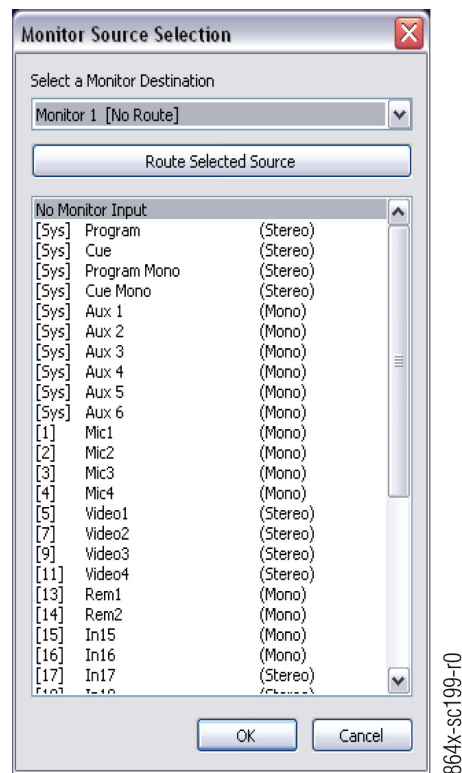 Monitor Source Selection
Select a Monitor Destination
Monitor 1 [No Route]
Route Selected Source
No Monitor Input
[Sys] Program (Stereo)
[Sys] Cue (Stereo)
[Sys] Program Mono (Stereo)
[Sys] Cue Mono (Stereo)
[Sys] Aux 1 (Mono)
[Sys] Aux 2 (Mono)
[Sys] Aux 3 (Mono)
[Sys] Aux 4 (Mono)
[Sys] Aux 5 (Mono)
[Sys] Aux 6 (Mono)
[1] Mic1 (Mono)
[2] Mic2 (Mono)
[3] Mic3 (Mono)
[4] Mic4 (Mono)
[5] Video1 (Stereo)
[7] Video2 (Stereo)
[9] Video3 (Stereo)
[11] Video4 (Stereo)
[13] Rem1 (Mono)
[14] Rem2 (Mono)
[15] In15 (Mono)
[16] In16 (Mono)
[17] In17 (Stereo)
OK Cancel
864x-sc199-r0